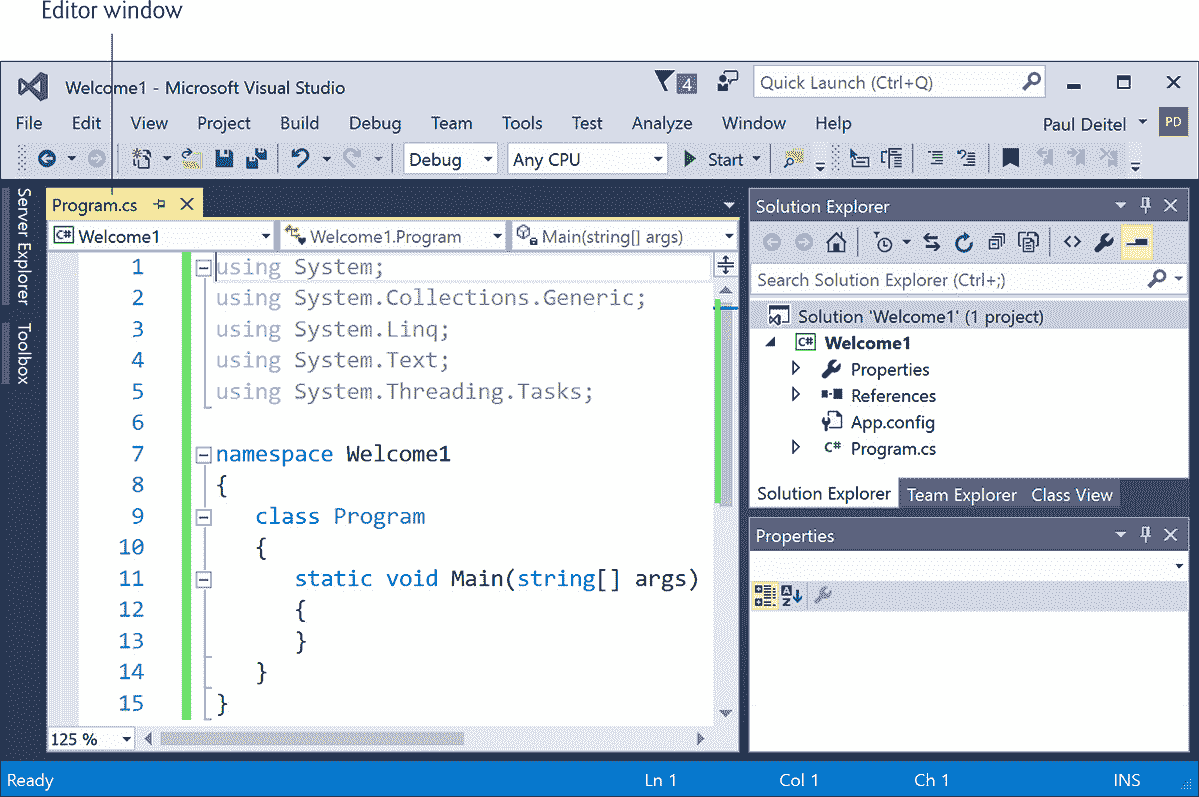 Editor window
Welcome1 - Microsoft Visual Studio
4
Quick Launch (Ctrl+Q)
File Edit View Project Build Debug Team Tools Test Analyze Window Help
Paul Deitel
PD
Debug
Any CPU
Start
Server Explorer
Toolbox
Program.cs
C# Welcome1
Welcome1.Program
Main(string[] args)
1 using System;
2 using System.Collections.Generic;
3 using System.Linq;
4 using System.Text;
5 using System.Threading.Tasks;
6
7 namespace Welcome1
8 {
9 class Program
10 {
11 static void Main(string[] args)
12 {
13 }
14 }
15 }
125 %
Solution Explorer
Search Solution Explorer (Ctrl+;)
Solution 'Welcome1' (1 project)
C# Welcome1
Properties
References
App.config
C# Program.cs
Solution Explorer Team Explorer Class View
Properties
AZ
Ready Ln 1 Col 1 Ch 1 INS